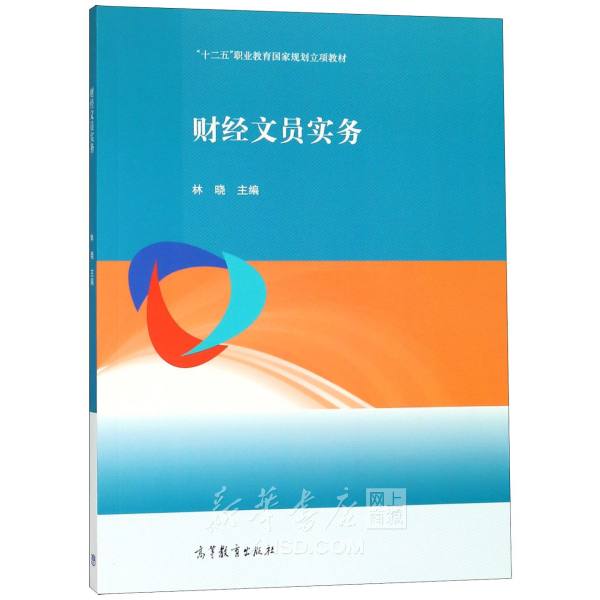 “十二五”职业教育国家规划立项教材
财经文员实务
林 晓 主编
高等教育出版社
财经文员实务
林 晓 主编
新华书店
网上商城